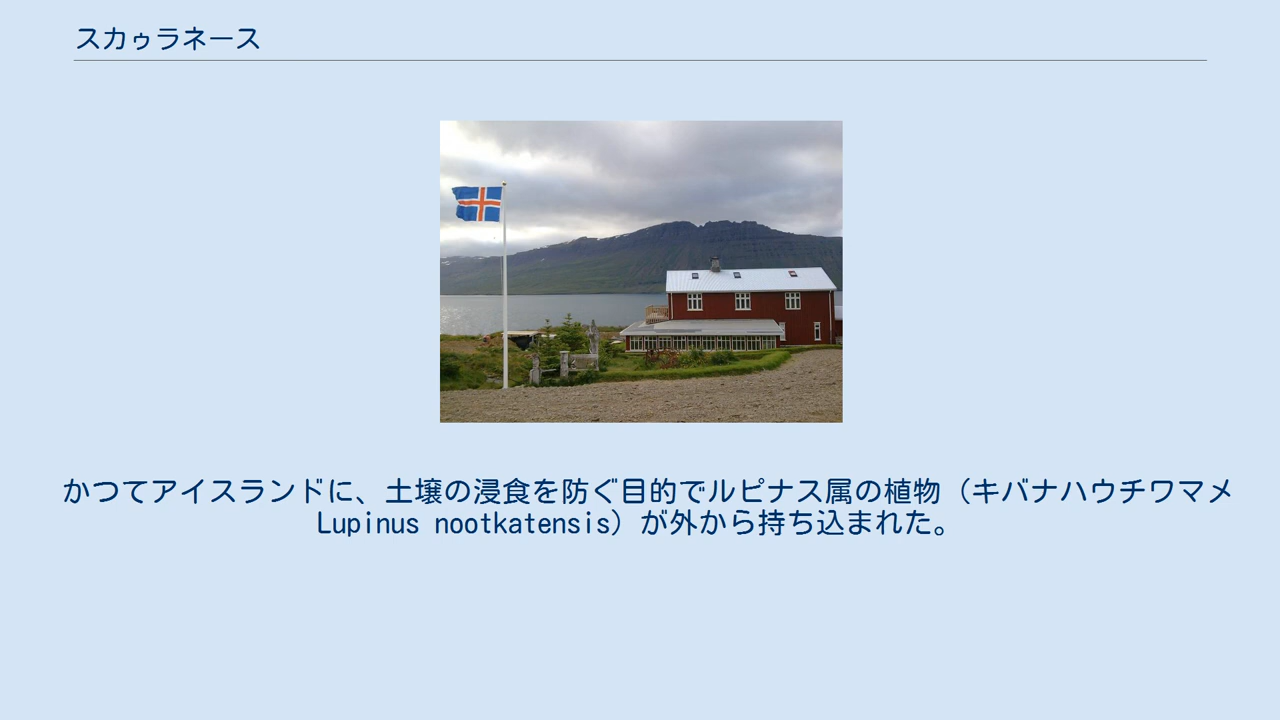 スカゥラネース
かつてアイスランドに、土壌の浸食を防ぐ目的でルピナス属の植物（キバナハウチワマメ
Lupinus nootkatensis）が外から持ち込まれた。